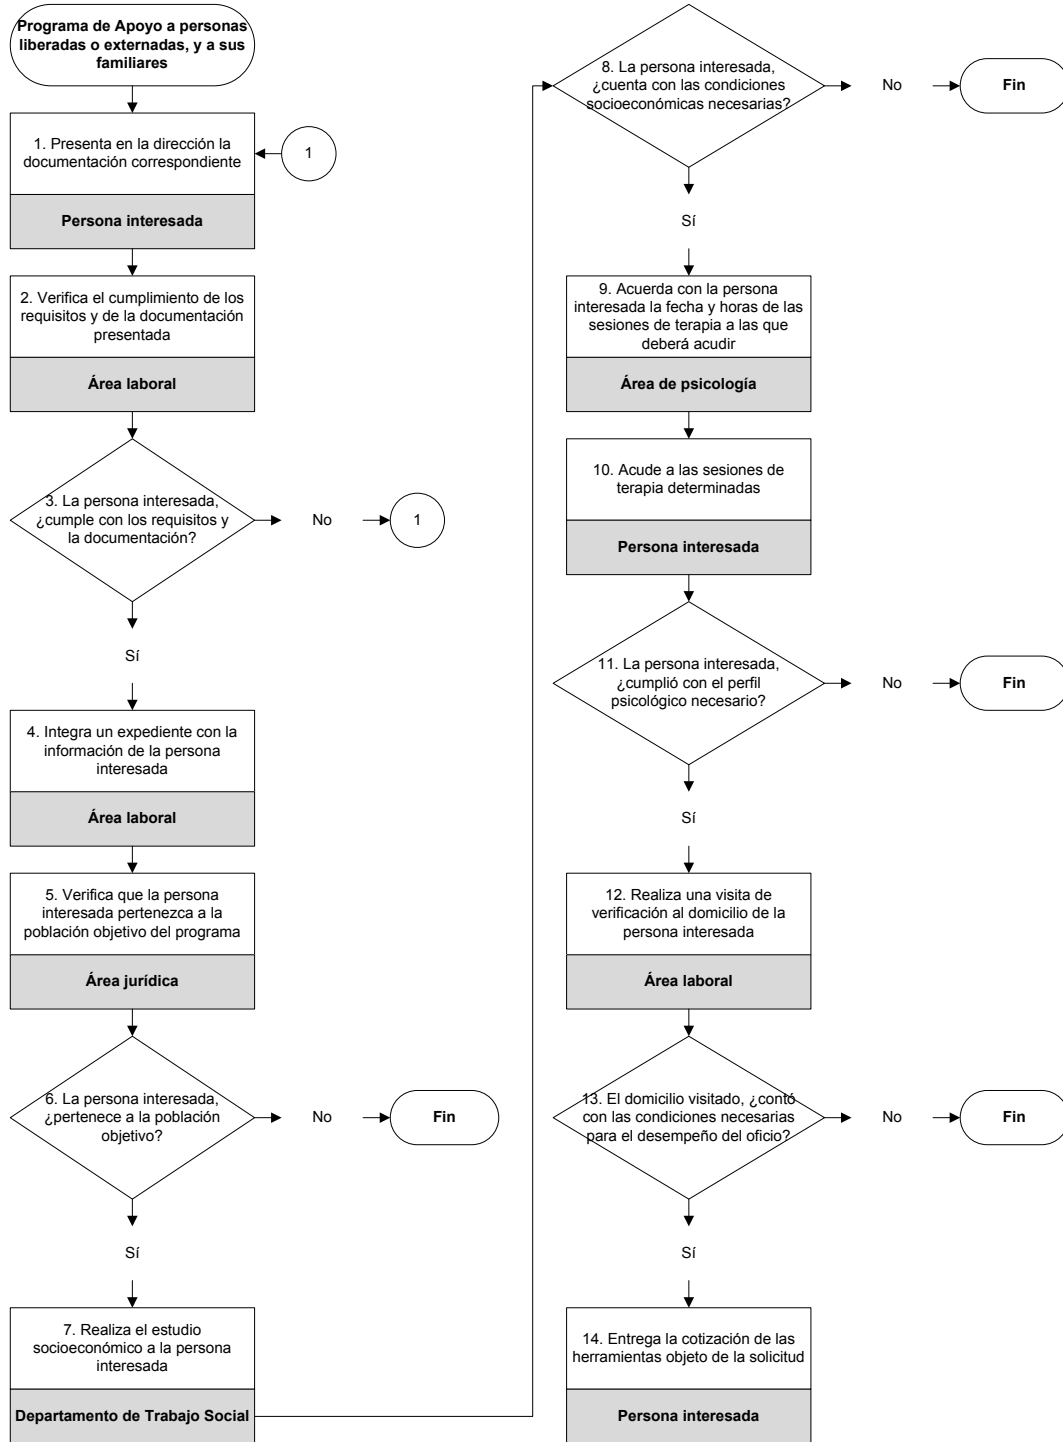 Programa de Apoyo a personas
liberadas o externadas, y a sus
familiares
1. Presenta en la dirección la
documentación correspondiente
1
Persona interesada
2. Verifica el cumplimiento de los
requisitos y de la documentación
presentada
Área laboral
3. La persona interesada,
¿cumple con los requisitos y
la documentación?
No
1
Sí
4. Integra un expediente con la
información de la persona
interesada
Área laboral
5. Verifica que la persona
interesada pertenezca a la
población objetivo del programa
Área jurídica
6. La persona interesada,
¿pertenece a la población
objetivo?
No
Fin
Sí
7. Realiza el estudio
socioeconómico a la persona
interesada
Departamento de Trabajo Social
8. La persona interesada,
¿cuenta con las condiciones
socioeconómicas necesarias?
No
Fin
Sí
9. Acuerda con la persona
interesada la fecha y horas de las
sesiones de terapia a las que
deberá acudir
Área de psicología
10. Acude a las sesiones de
terapia determinadas
Persona interesada
11. La persona interesada,
¿cumplió con el perfil
psicológico necesario?
No
Fin
Sí
12. Realiza una visita de
verificación al domicilio de la
persona interesada
Área laboral
13. El domicilio visitado, ¿contó
con las condiciones necesarias
para el desempeño del oficio?
No
Fin
Sí
14. Entrega la cotización de las
herramientas objeto de la solicitud
Persona interesada